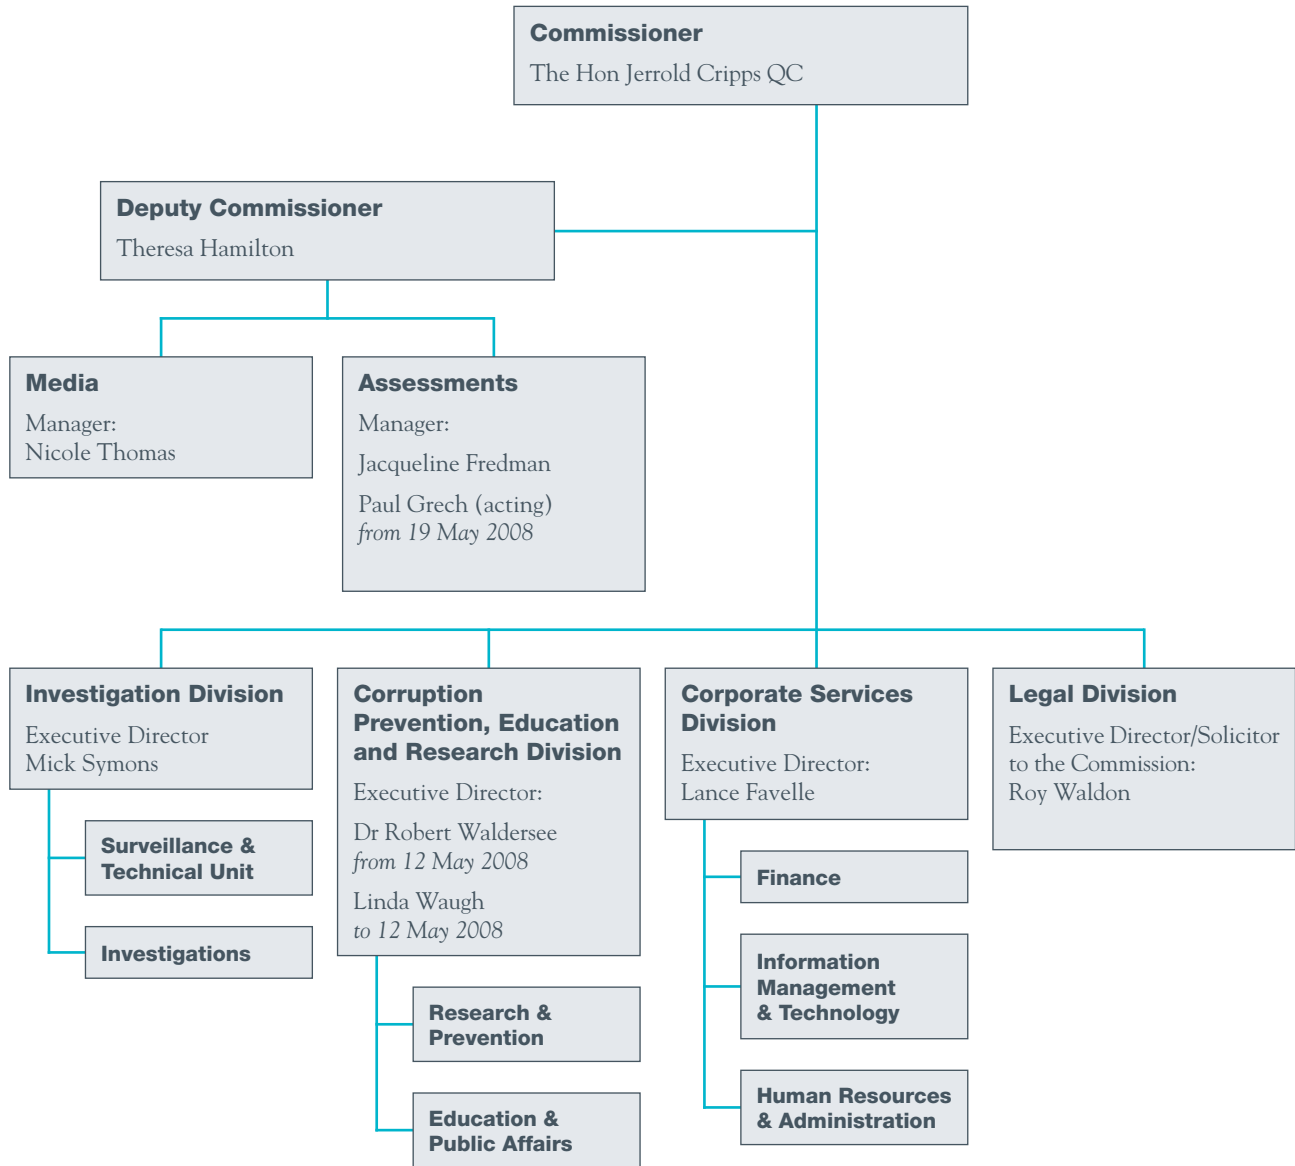 Commissioner
The Hon Jerrold Cripps QC
Deputy Commissioner
Theresa Hamilton
Media
Manager:
Nicole Thomas
Assessments
Manager:
Jacqueline Fredman
Paul Grech (acting)
from 19 May 2008
Investigation Division
Executive Director
Mick Symons
Surveillance &
Technical Unit
Investigations
Corruption
Prevention, Education
and Research Division
Executive Director:
Dr Robert Waldersee
from 12 May 2008
Linda Waugh
to 12 May 2008
Research &
Prevention
Education &
Public Affairs
Corporate Services
Division
Executive Director:
Lance Favelle
Finance
Information
Management
& Technology
Human Resources
& Administration
Legal Division
Executive Director/Solicitor
to the Commission:
Roy Waldon